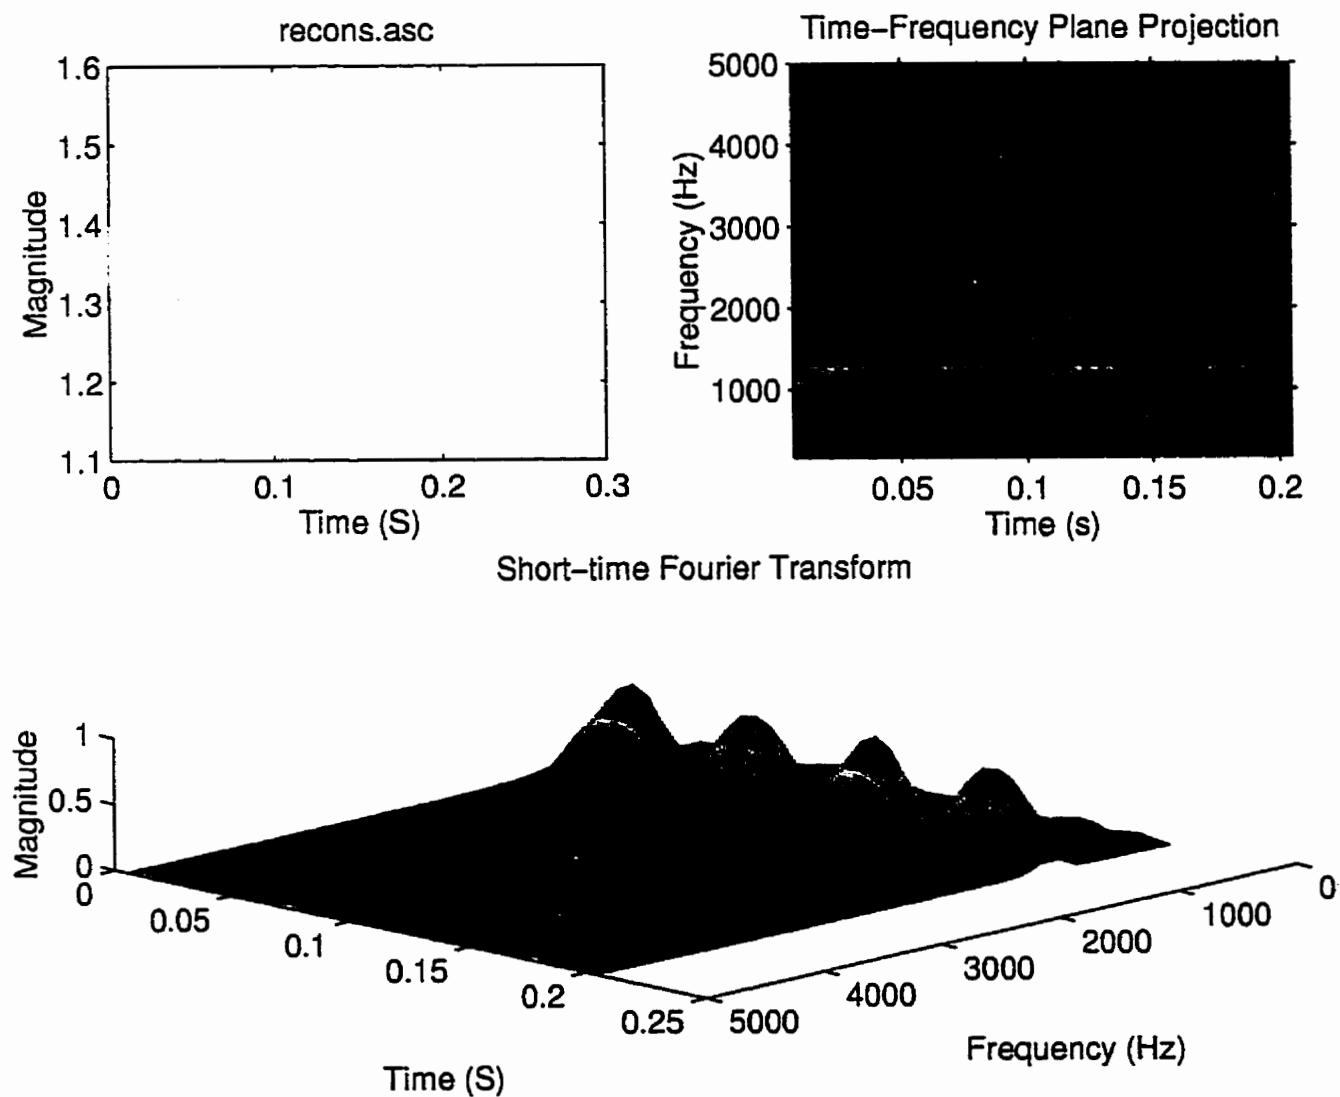 recons.asc
1.6
1.5
1.4
1.3
1.2
1.1
Magnitude
0 0.1 0.2 0.3
Time (S)
Time–Frequency Plane Projection
5000
4000
3000
2000
1000
Frequency (Hz)
0.05 0.1 0.15 0.2
Time (s)
Short–time Fourier Transform
1
0.5
0
Magnitude
0 0.05 0.1 0.15 0.2 0.25
Time (S)
5000 4000 3000 2000 1000 0
Frequency (Hz)